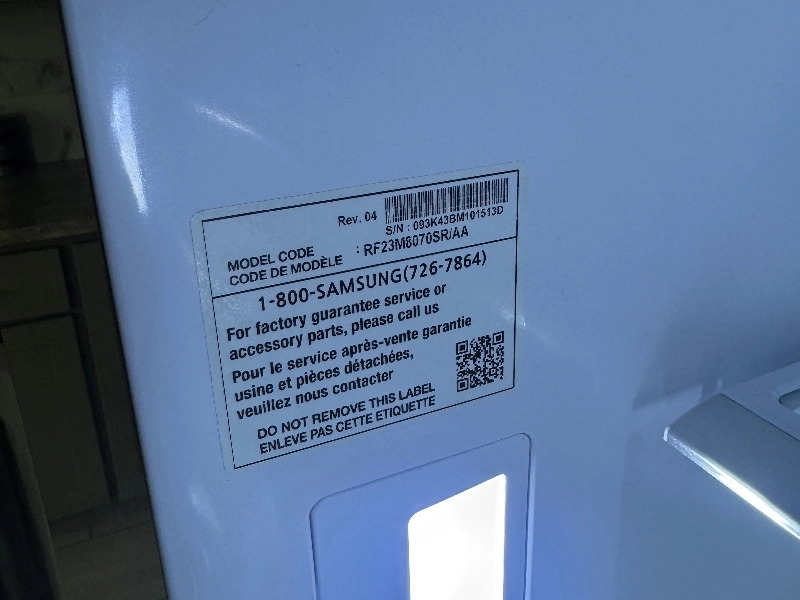 Rev. 04
S/N : 093K43BM101513D
MODEL CODE
CODE DE MODÈLE : RF23M8070SR/AA
1-800-SAMSUNG(726-7864)
For factory guarantee service or
accessory parts, please call us
Pour le service après-vente garantie
usine et pièces détachées,
veuillez nous contacter
DO NOT REMOVE THIS LABEL
ENLEVE PAS CETTE ETIQUETTE